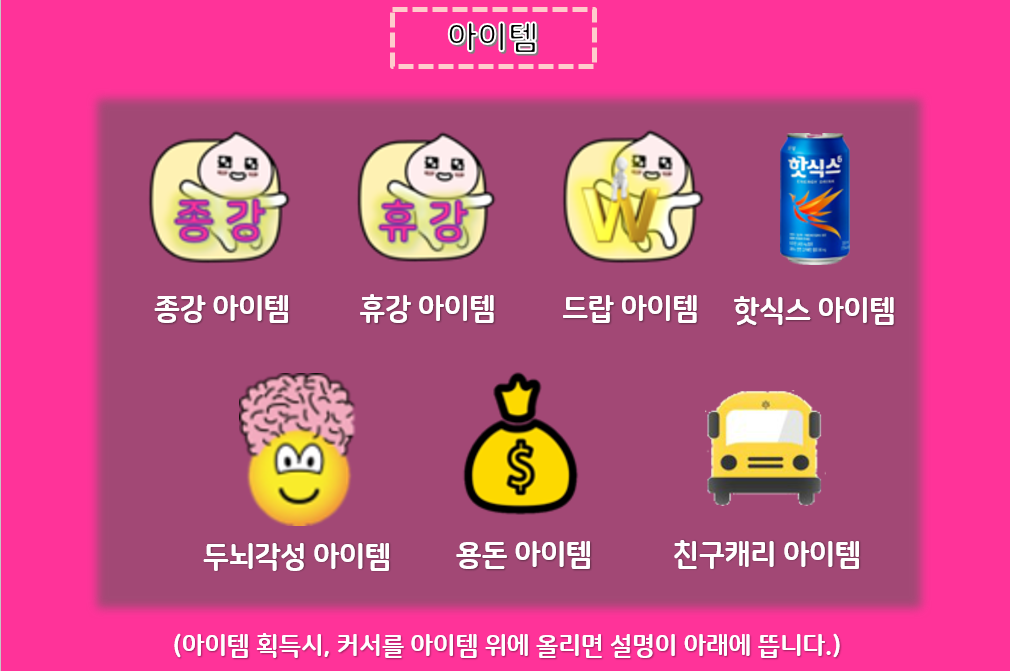 아이템
종강
휴강
W
핫식스6
ENERGY DRINK
종강 아이템
휴강 아이템
드랍 아이템
핫식스 아이템
$
두뇌각성 아이템
용돈 아이템
친구캐리 아이템
(아이템 획득시, 커서를 아이템 위에 올리면 설명이 아래에 뜹니다.)